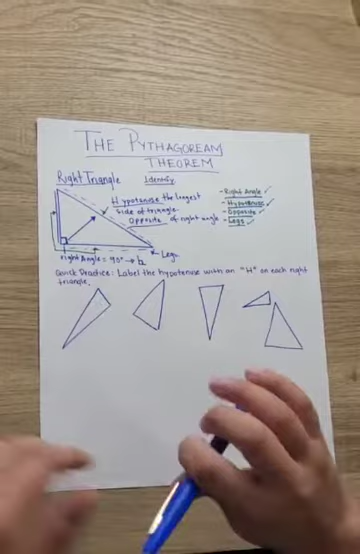 THE PYTHAGOREAN
THEOREM
Right Triangle
Identify
Hypotenuse the longest
side of triangle.
Opposite of right angle
- Right Angle ✓
- Hypotenuse ✓
- Opposite ✓
- Legs ✓
Legs
right Angle = 90° →
Quick Practice: Label the hypotenuse with an "H" on each right
triangle.